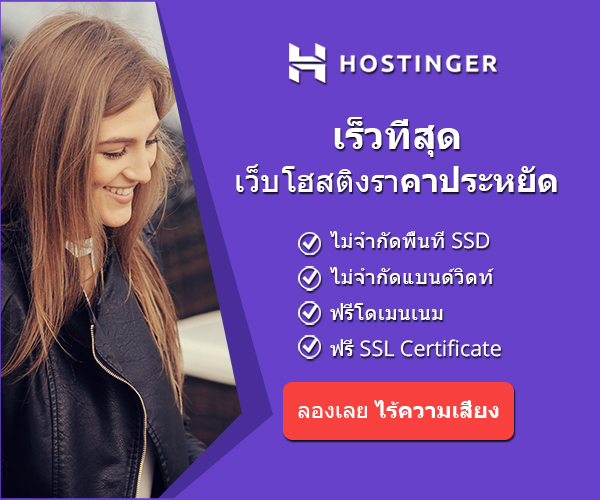 HOSTINGER
เร็วที่สุด
เว็บโฮสติงราคาประหยัด
ไม่จำกัดพื้นที่ SSD
ไม่จำกัดแบนด์วิดท์
ฟรีโดเมนเนม
ฟรี SSL Certificate
ลองเลย ไร้ความเสี่ยง